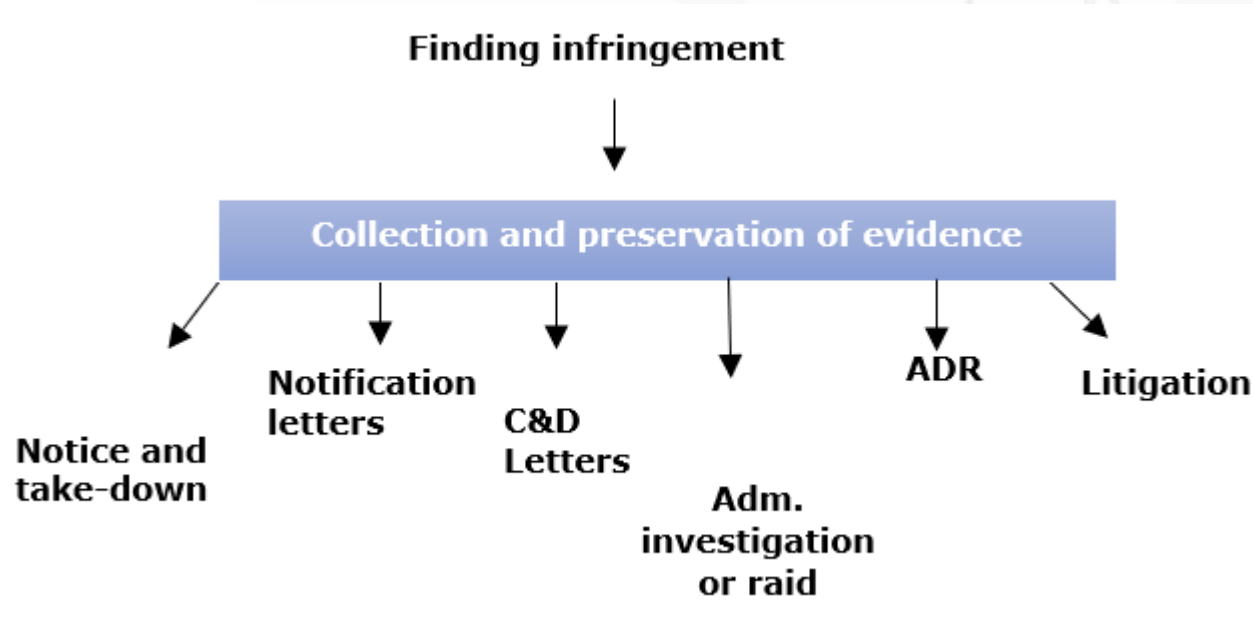 Finding infringement
Collection and preservation of evidence
Notice and
take-down
Notification
letters
C&D
Letters
Adm.
investigation
or raid
ADR
Litigation